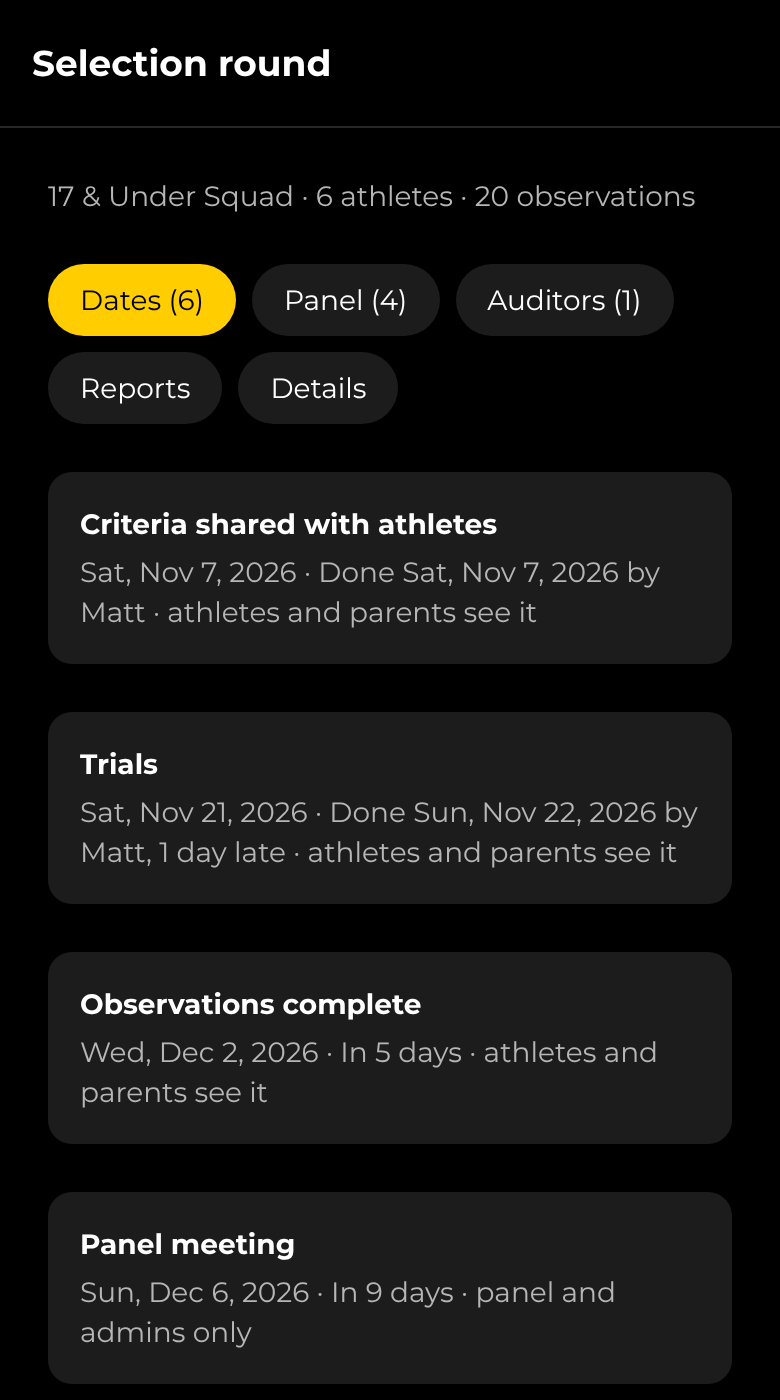 Selection round
17 & Under Squad · 6 athletes · 20 observations
Dates (6)
Panel (4)
Auditors (1)
Reports
Details
Criteria shared with athletes
Sat, Nov 7, 2026 · Done Sat, Nov 7, 2026 by
Matt · athletes and parents see it
Trials
Sat, Nov 21, 2026 · Done Sun, Nov 22, 2026 by
Matt, 1 day late · athletes and parents see it
Observations complete
Wed, Dec 2, 2026 · In 5 days · athletes and
parents see it
Panel meeting
Sun, Dec 6, 2026 · In 9 days · panel and
admins only